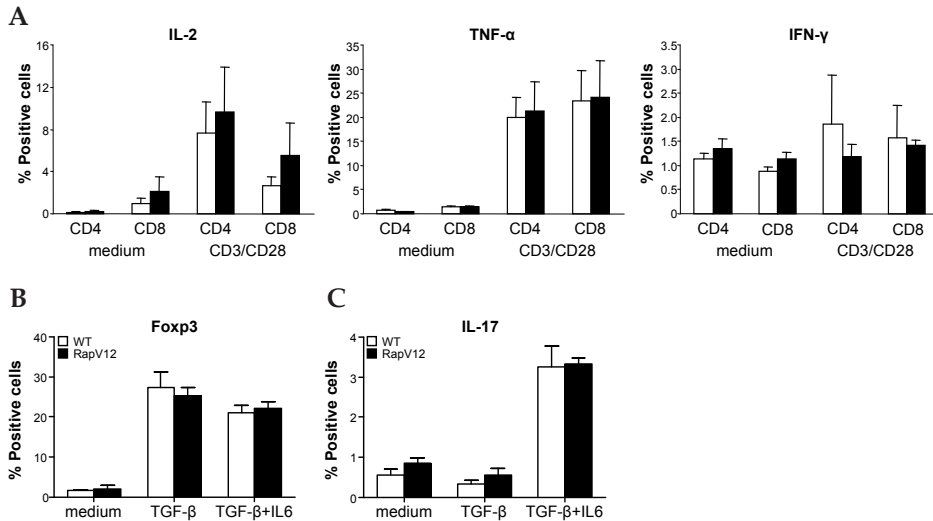 A
IL-2
TNF-α
IFN-γ
% Positive cells
16
12
8
4
0
CD4
CD8
CD4
CD8
medium
CD3/CD28
% Positive cells
35
30
25
20
15
10
5
0
CD4
CD8
CD4
CD8
medium
CD3/CD28
% Positive cells
3.5
3.0
2.5
2.0
1.5
1.0
0.5
0
CD4
CD8
CD4
CD8
medium
CD3/CD28
B
Foxp3
WT
RapV12
% Positive cells
40
30
20
10
0
medium
TGF-β
TGF-β+IL6
C
IL-17
WT
RapV12
% Positive cells
4
3
2
1
0
medium
TGF-β
TGF-β+IL6